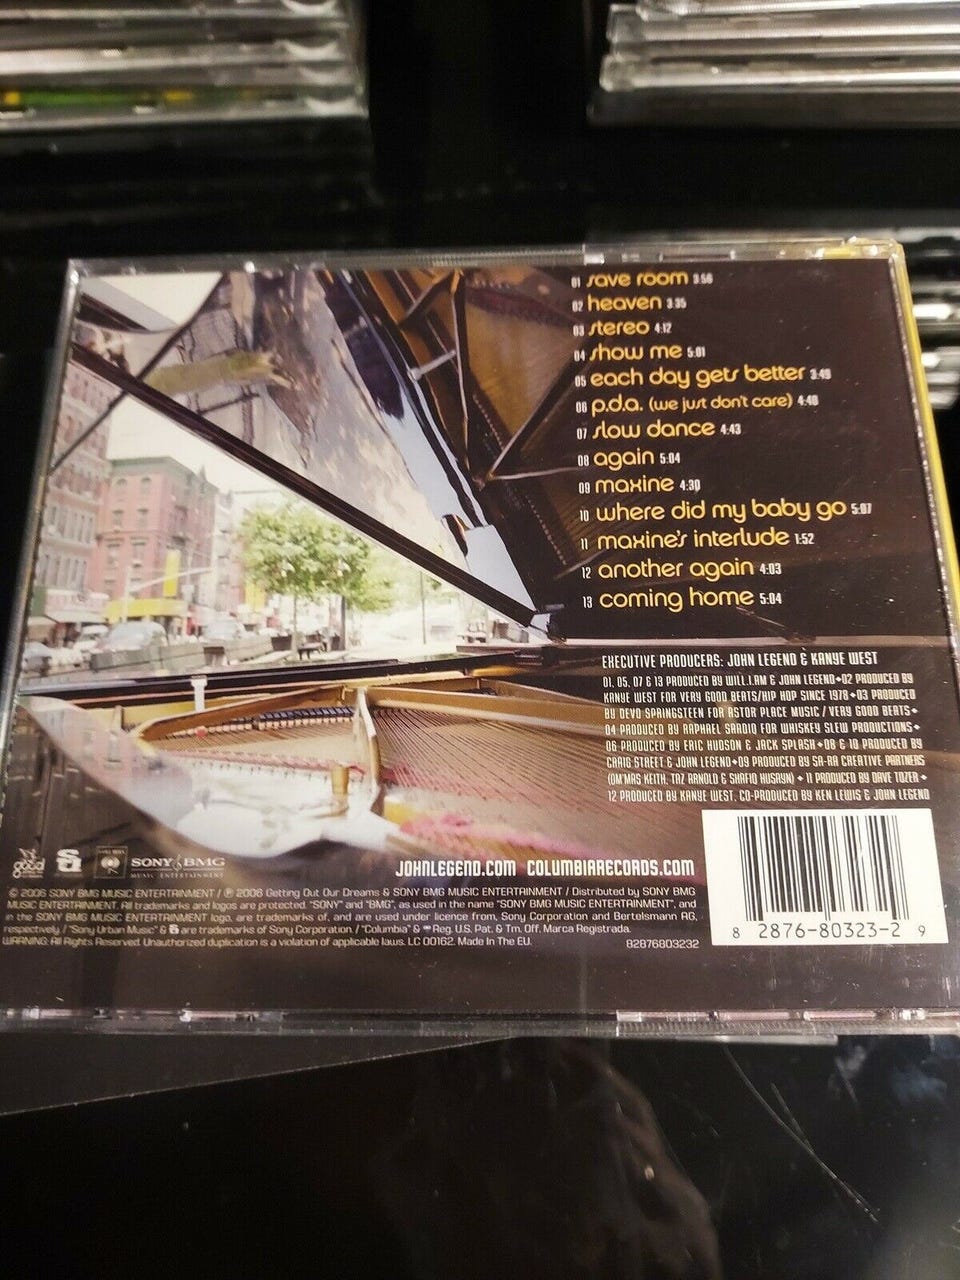 01 save room 3:56
02 heaven 3:35
03 stereo 4:12
04 show me 5:01
05 each day gets better 3:49
06 p.d.a. (we just don't care) 4:40
07 slow dance 4:43
08 again 5:04
09 maxine 4:30
10 where did my baby go 5:07
11 maxine's interlude 1:52
12 another again 4:03
13 coming home 5:04
EXECUTIVE PRODUCERS: JOHN LEGEND & KANYE WEST
01, 05, 07 & 13 PRODUCED BY WILL.I.AM & JOHN LEGEND • 02 PRODUCED BY
KANYE WEST FOR VERY GOOD BEATS/HIP HOP SINCE 1978 • 03 PRODUCED
BY DEVO SPRINGSTEEN FOR ASTOR PLACE MUSIC / VERY GOOD BEATS •
04 PRODUCED BY RAPHAEL SAADIQ FOR WHISKEY SLEW PRODUCTIONS •
06 PRODUCED BY ERIC HUDSON & JACK SPLASH • 08 & 10 PRODUCED BY
CRAIG STREET & JOHN LEGEND • 09 PRODUCED BY SA-RA CREATIVE PARTNERS
(OM'MAS KEITH, TAZ ARNOLD & SHAFIQ HUSAYN) • 11 PRODUCED BY DAVE TOZER •
12 PRODUCED BY KANYE WEST, CO-PRODUCED BY KEN LEWIS & JOHN LEGEND
SONY BMG
MUSIC ENTERTAINMENT
JOHNLEGEND.COM COLUMBIARECORDS.COM
© 2006 SONY BMG MUSIC ENTERTAINMENT / ℗ 2006 Getting Out Our Dreams & SONY BMG MUSIC ENTERTAINMENT / Distributed by SONY BMG
MUSIC ENTERTAINMENT. All trademarks and logos are protected. "SONY" and "BMG", as used in the name "SONY BMG MUSIC ENTERTAINMENT", and
in the SONY BMG MUSIC ENTERTAINMENT logo, are trademarks of, and are used under licence from, Sony Corporation and Bertelsmann AG,
respectively / "Sony Urban Music" & are trademarks of Sony Corporation. / "Columbia" & Reg. U.S. Pat. & Tm. Off. Marca Registrada.
WARNING: All Rights Reserved. Unauthorized duplication is a violation of applicable laws. LC 00162. Made In The EU.
82876803232
8 2876-80323-2 9